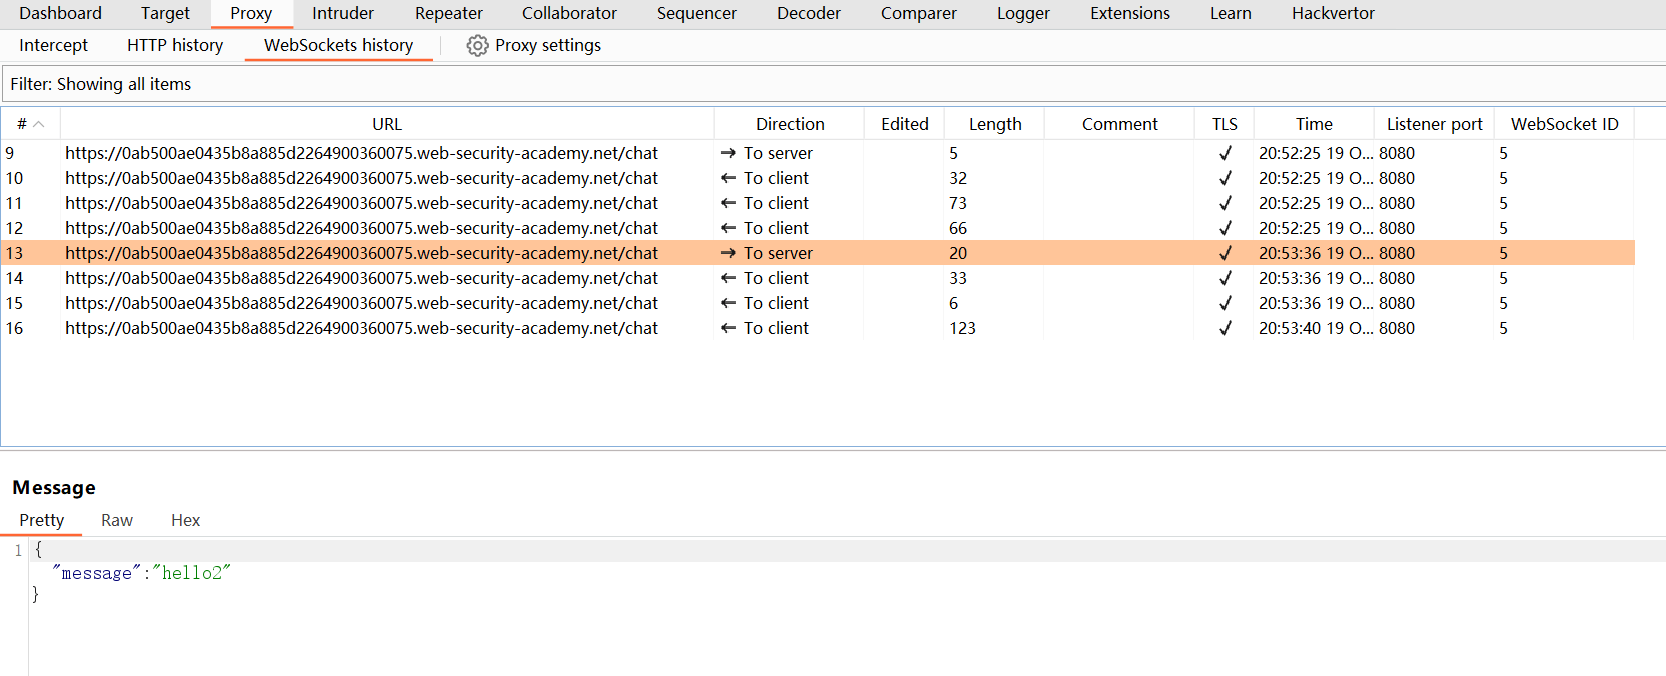 Dashboard Target Proxy Intruder Repeater Collaborator Sequencer Decoder Comparer Logger Extensions Learn Hackvertor
Intercept HTTP history WebSockets history Proxy settings
Filter: Showing all items
# URL Direction Edited Length Comment TLS Time Listener port WebSocket ID
9 https://0ab500ae0435b8a885d2264900360075.web-security-academy.net/chat → To server 5 ✓ 20:52:25 19 O... 8080 5
10 https://0ab500ae0435b8a885d2264900360075.web-security-academy.net/chat ← To client 32 ✓ 20:52:25 19 O... 8080 5
11 https://0ab500ae0435b8a885d2264900360075.web-security-academy.net/chat ← To client 73 ✓ 20:52:25 19 O... 8080 5
12 https://0ab500ae0435b8a885d2264900360075.web-security-academy.net/chat ← To client 66 ✓ 20:52:25 19 O... 8080 5
13 https://0ab500ae0435b8a885d2264900360075.web-security-academy.net/chat → To server 20 ✓ 20:53:36 19 O... 8080 5
14 https://0ab500ae0435b8a885d2264900360075.web-security-academy.net/chat ← To client 33 ✓ 20:53:36 19 O... 8080 5
15 https://0ab500ae0435b8a885d2264900360075.web-security-academy.net/chat ← To client 6 ✓ 20:53:36 19 O... 8080 5
16 https://0ab500ae0435b8a885d2264900360075.web-security-academy.net/chat ← To client 123 ✓ 20:53:40 19 O... 8080 5
Message
Pretty Raw Hex
1 {
"message":"hello2"
}